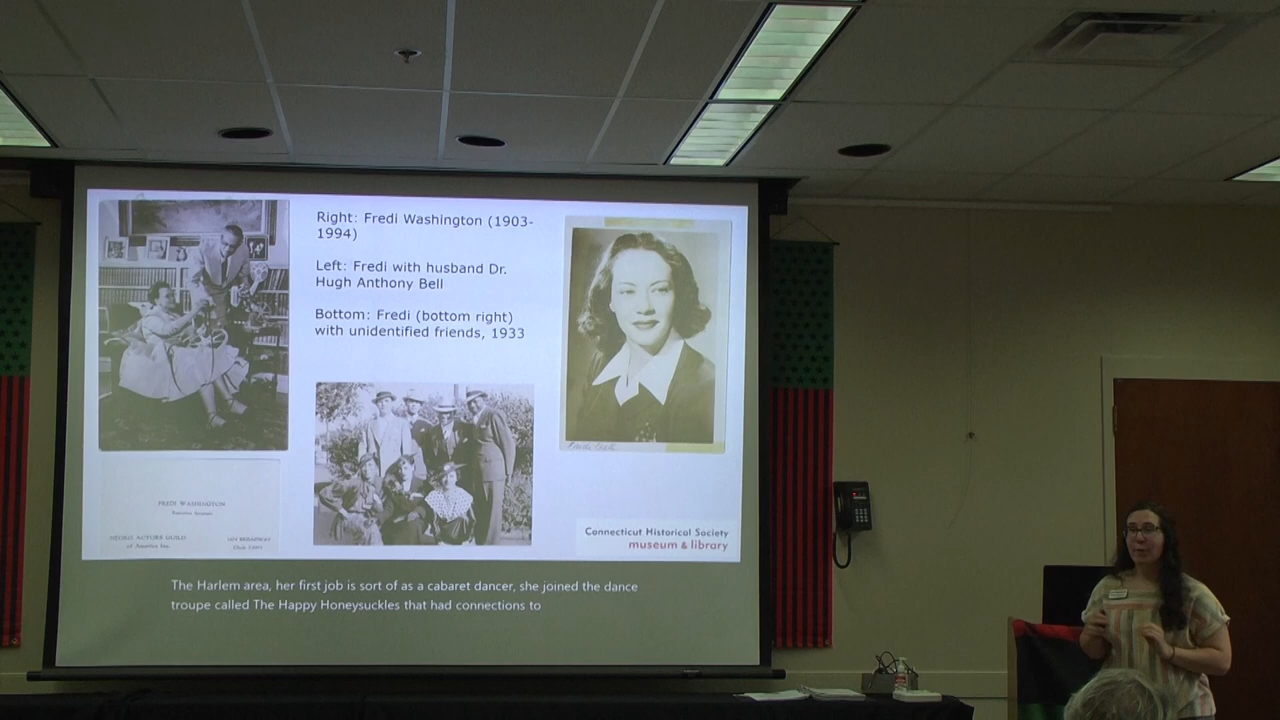 Right: Fredi Washington (1903-
1994)
Left: Fredi with husband Dr.
Hugh Anthony Bell
Bottom: Fredi (bottom right)
with unidentified friends, 1933
FREDI WASHINGTON
Executive Secretary
NEGRO ACTORS GUILD
of America Inc.
Connecticut Historical Society
museum & library
The Harlem area, her first job is sort of as a cabaret dancer, she joined the dance
troupe called The Happy Honeysuckles that had connections to